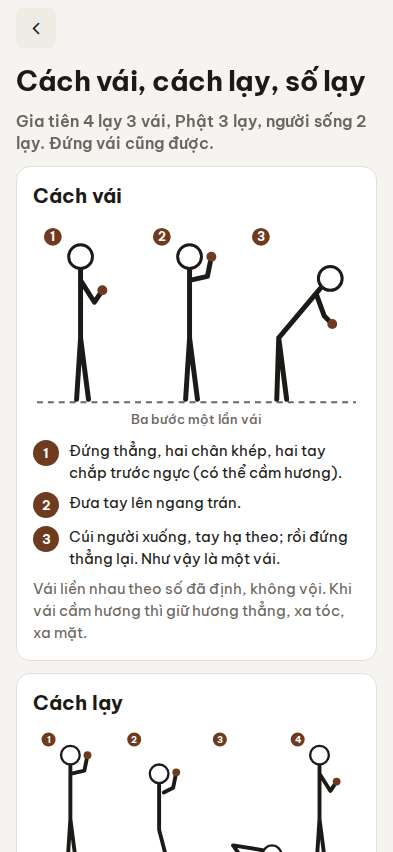 Cách vái, cách lạy, số lạy
Gia tiên 4 lạy 3 vái, Phật 3 lạy, người sống 2
lạy. Đứng vái cũng được.
Cách vái
1 2 3
Ba bước một lần vái
1 Đứng thẳng, hai chân khép, hai tay
chắp trước ngực (có thể cầm hương).
2 Đưa tay lên ngang trán.
3 Cúi người xuống, tay hạ theo; rồi đứng
thẳng lại. Như vậy là một vái.
Vái liền nhau theo số đã định, không vội. Khi
vái cầm hương thì giữ hương thẳng, xa tóc,
xa mặt.
Cách lạy
1 2 3 4